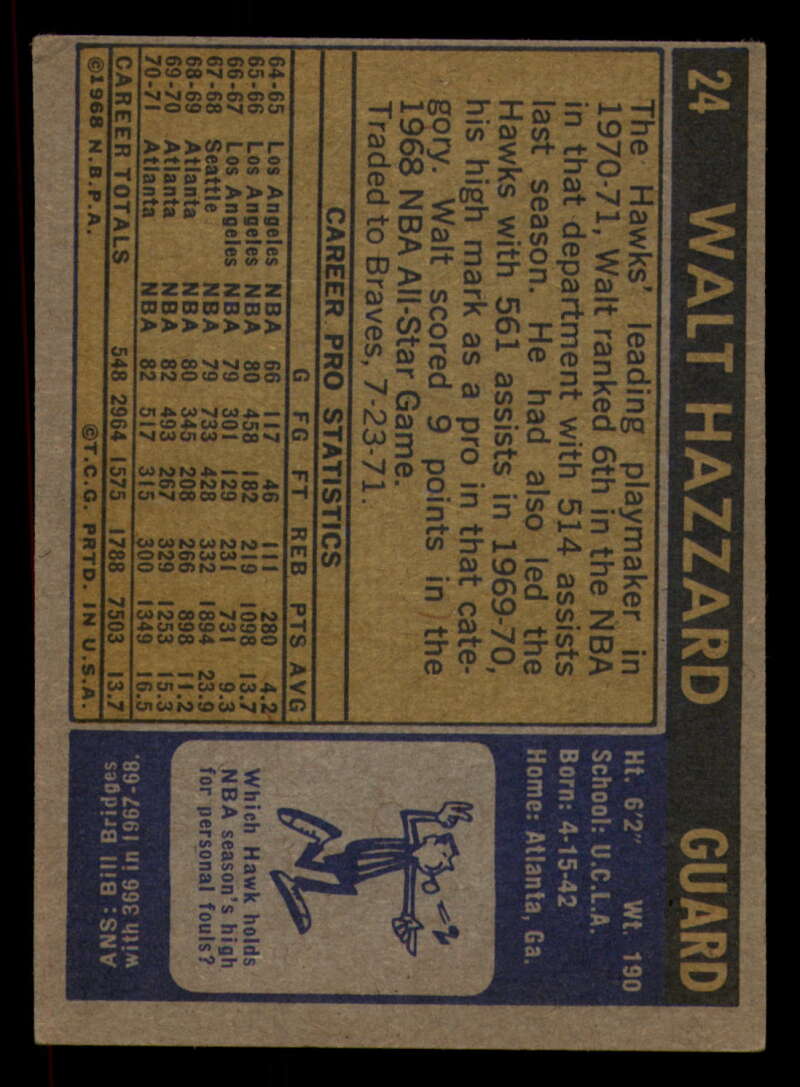 24 WALT HAZZARD GUARD
The Hawks' leading playmaker in
1970-71, Walt ranked 6th in the NBA
in that department with 514 assists
last season. He had also led the
Hawks with 561 assists in 1969-70,
his high mark as a pro in that cate-
gory. Walt scored 9 points in the
1968 NBA All-Star Game.
Traded to Braves, 7-23-71.
CAREER PRO STATISTICS
G FG FT REB PTS AVG
64-65 Los Angeles NBA 66 117 46 111 280 4.2
65-66 Los Angeles NBA 80 458 182 219 1098 13.7
66-67 Los Angeles NBA 79 301 129 231 731 9.3
67-68 Seattle NBA 79 733 428 332 1894 23.9
68-69 Atlanta NBA 80 345 208 266 898 11.2
69-70 Atlanta NBA 82 493 267 329 1253 15.3
70-71 Atlanta NBA 82 517 315 300 1349 16.5
CAREER TOTALS 548 2964 1575 1788 7503 13.7
©1968 N.B.P.A. ©T.C.G. PRTD. IN U.S.A.
Ht. 6'2" Wt. 190
School: U.C.L.A.
Born: 4-15-42
Home: Atlanta, Ga.
Which Hawk holds
NBA season's high
for personal fouls?
ANS: Bill Bridges
with 366 in 1967-68.